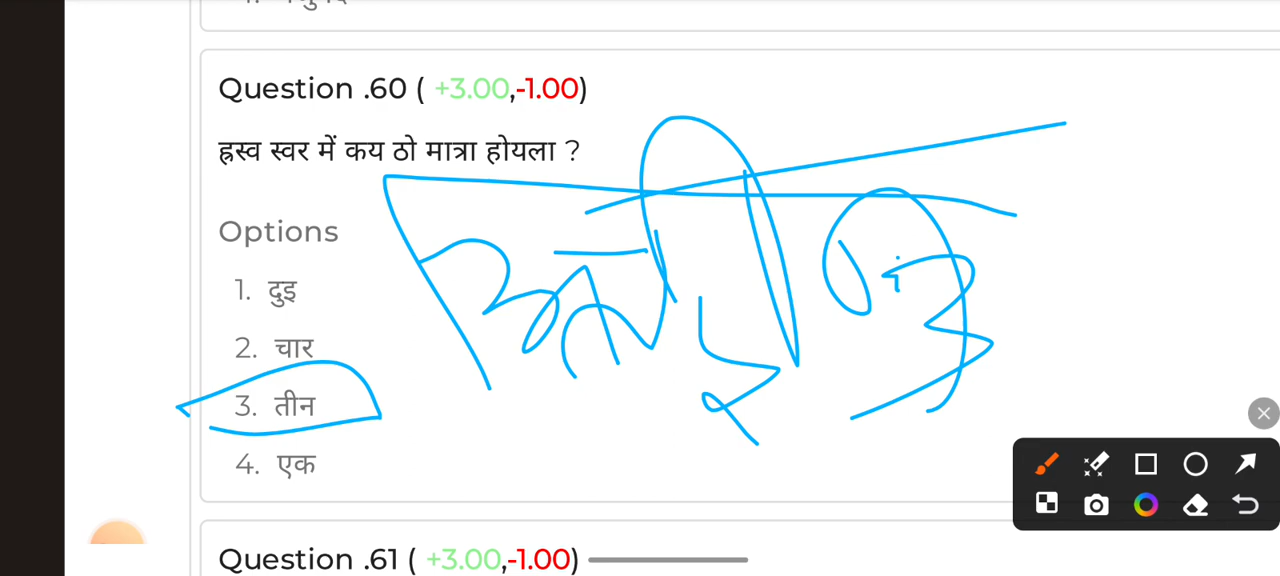 Question .60 ( +3.00,-1.00)
ह्रस्व स्वर में कय ठो मात्रा होयला ?
Options
1. दुइ
2. चार
3. तीन
4. एक
Question .61 ( +3.00,-1.00)